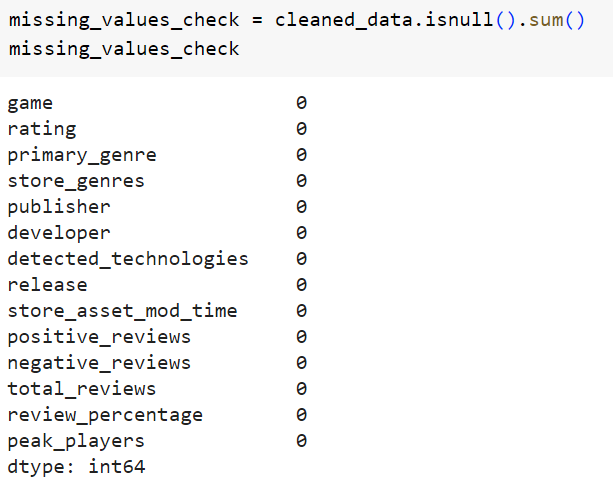 missing_values_check = cleaned_data.isnull().sum()
missing_values_check
game 0
rating 0
primary_genre 0
store_genres 0
publisher 0
developer 0
detected_technologies 0
release 0
store_asset_mod_time 0
positive_reviews 0
negative_reviews 0
total_reviews 0
review_percentage 0
peak_players 0
dtype: int64